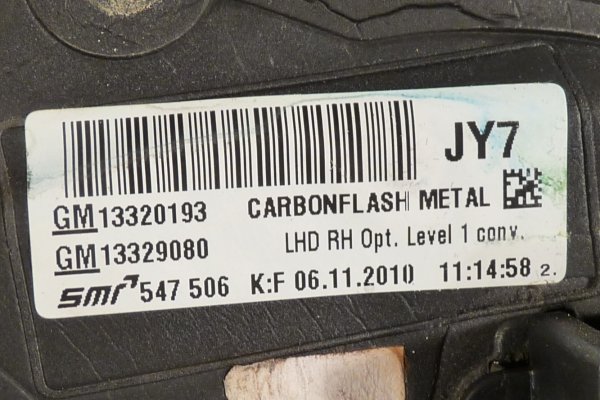 JY7
GM13320193 CARBONFLASH METAL
GM13329080 LHD RH Opt. Level 1 conv.
smr 547 506 K:F 06.11.2010 11:14:58 2.